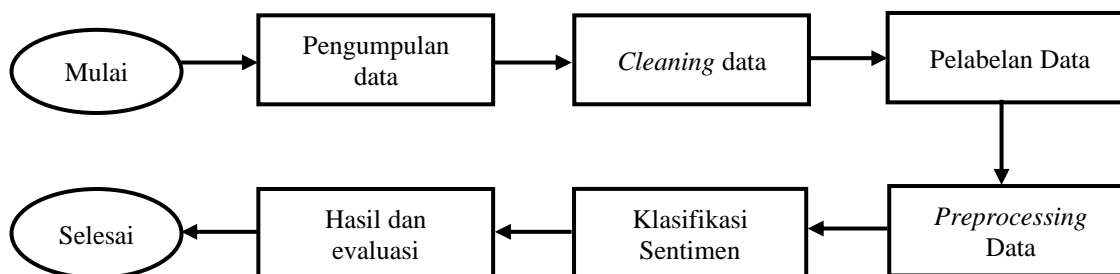 Mulai
Pengumpulan
data
Cleaning data
Pelabelan Data
Preprocessing
Data
Klasifikasi
Sentimen
Hasil dan
evaluasi
Selesai